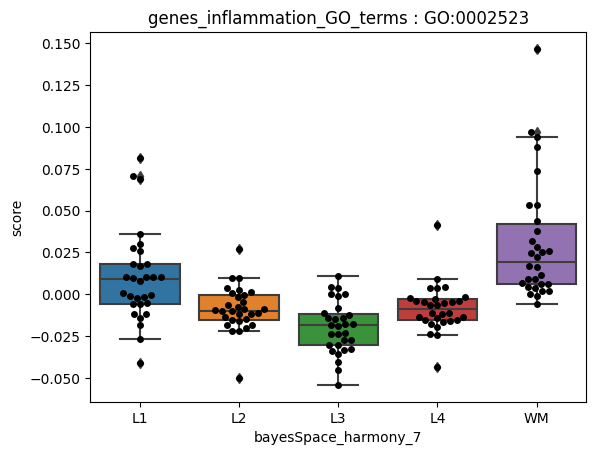 genes_inflammation_GO_terms : GO:0002523
0.150
0.125
0.100
0.075
0.050
0.025
0.000
−0.025
−0.050
score
L1 L2 L3 L4 WM
bayesSpace_harmony_7